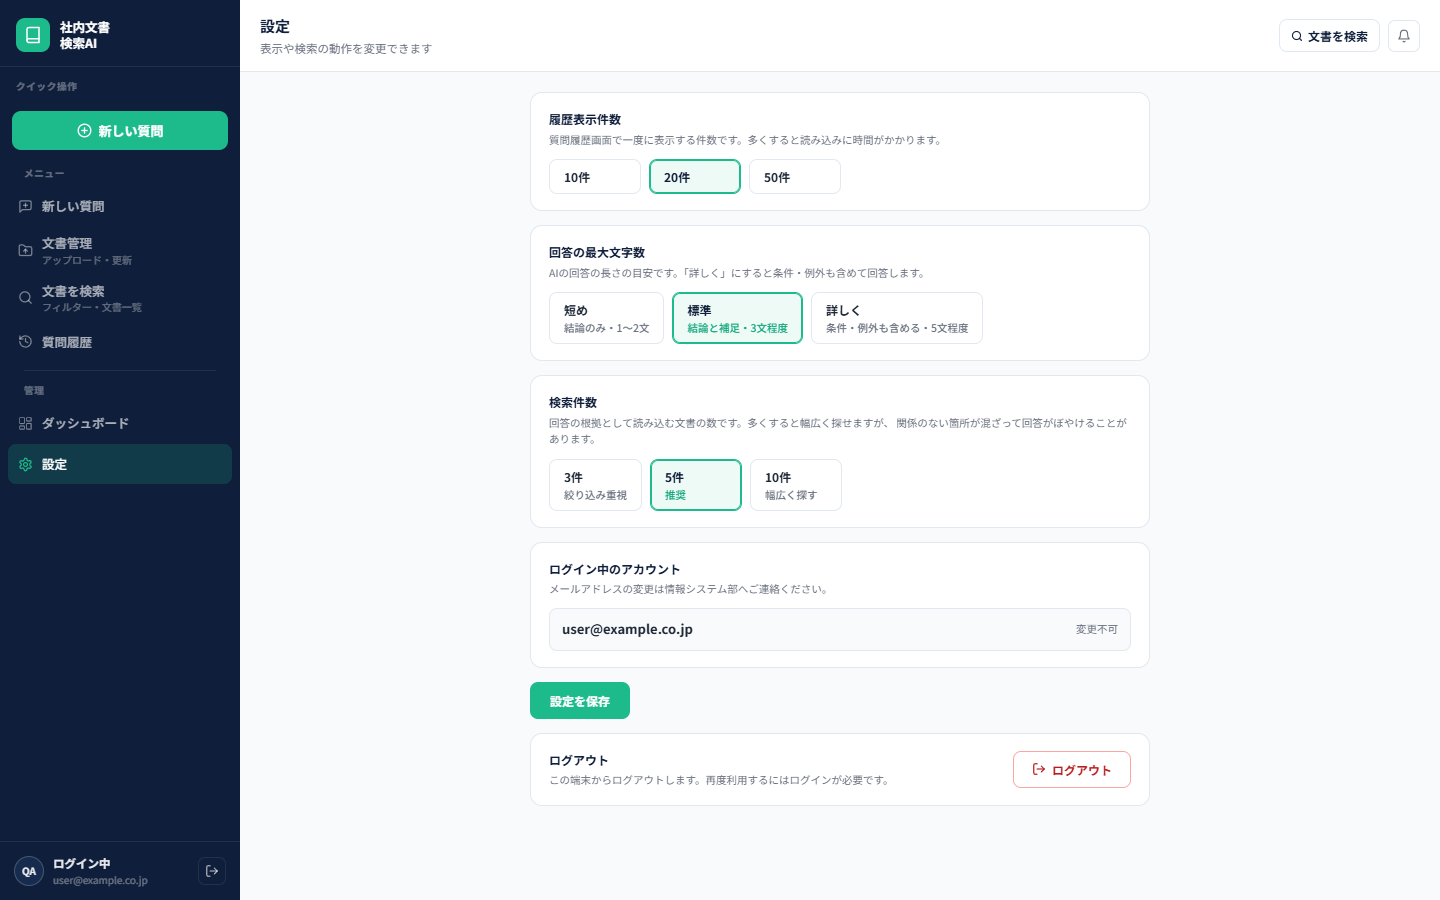 社内文書
検索AI
クイック操作
新しい質問
メニュー
新しい質問
文書管理
アップロード・更新
文書を検索
フィルター・文書一覧
質問履歴
管理
ダッシュボード
設定
QA
ログイン中
user@example.co.jp
設定
表示や検索の動作を変更できます
文書を検索
履歴表示件数
質問履歴画面で一度に表示する件数です。多くすると読み込みに時間がかかります。
10件
20件
50件
回答の最大文字数
AIの回答の長さの目安です。「詳しく」にすると条件・例外も含めて回答します。
短め
結論のみ・1〜2文
標準
結論と補足・3文程度
詳しく
条件・例外も含める・5文程度
検索件数
回答の根拠として読み込む文書の数です。多くすると幅広く探せますが、 関係のない箇所が混ざって回答がぼやけることが
あります。
3件
絞り込み重視
5件
推奨
10件
幅広く探す
ログイン中のアカウント
メールアドレスの変更は情報システム部へご連絡ください。
user@example.co.jp
変更不可
設定を保存
ログアウト
この端末からログアウトします。再度利用するにはログインが必要です。
ログアウト